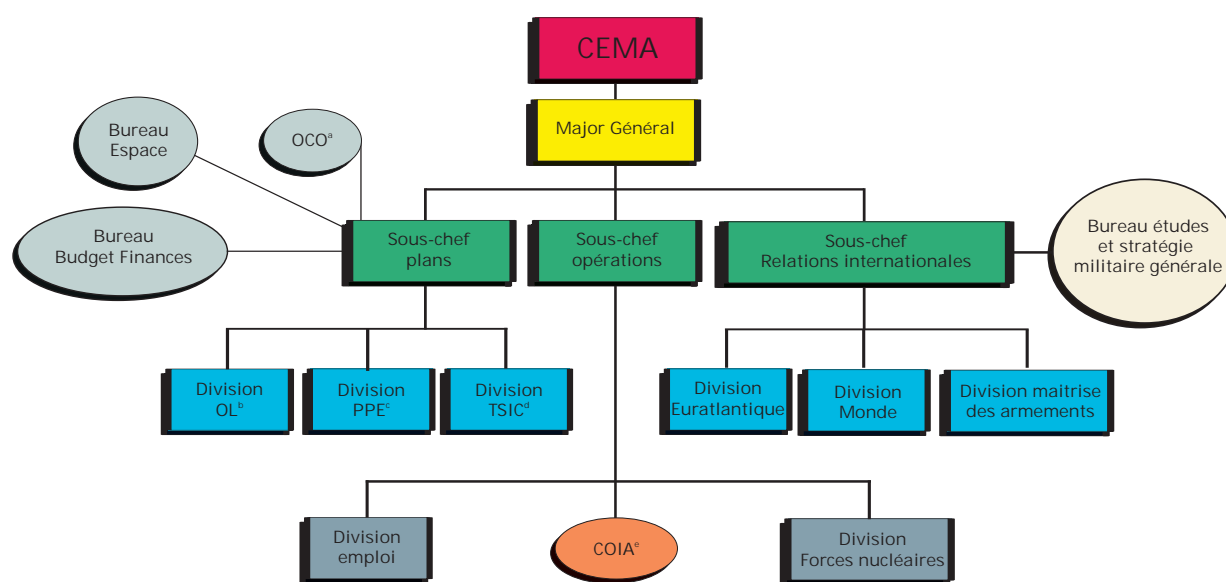 CEMA
Major Général
Bureau
Espace
OCOᵃ
Bureau
Budget Finances
Sous-chef
plans
Sous-chef
opérations
Sous-chef
Relations internationales
Bureau études
et stratégie
militaire générale
Division
OLᵇ
Division
PPEᶜ
Division
TSICᵈ
Division
Euratlantique
Division
Monde
Division maitrise
des armements
Division
emploi
COIAᵉ
Division
Forces nucléaires